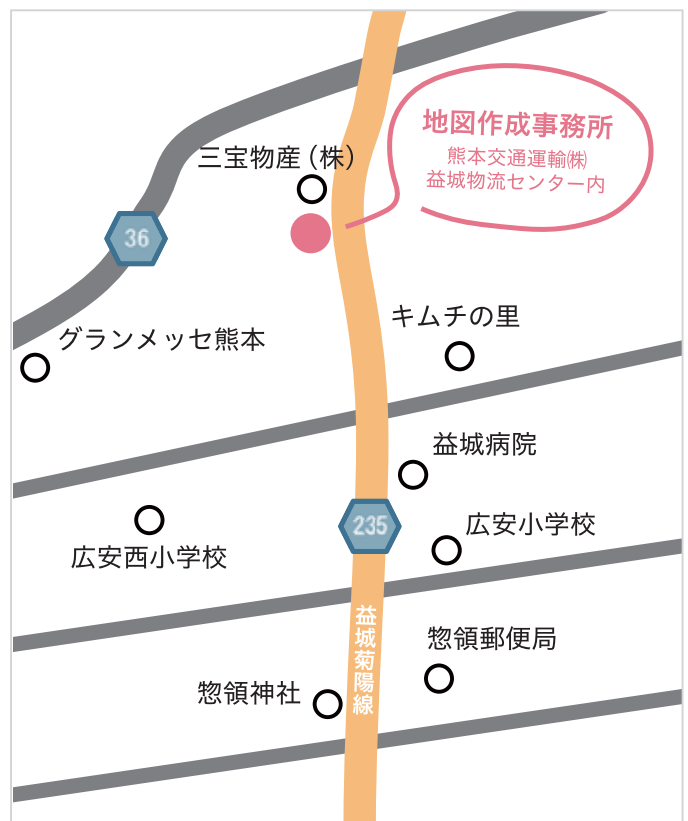 地図作成事務所
熊本交通運輸㈱
益城物流センター内
三宝物産（株）
36
グランメッセ熊本
キムチの里
益城病院
235
広安小学校
広安西小学校
益城菊陽線
惣領郵便局
惣領神社